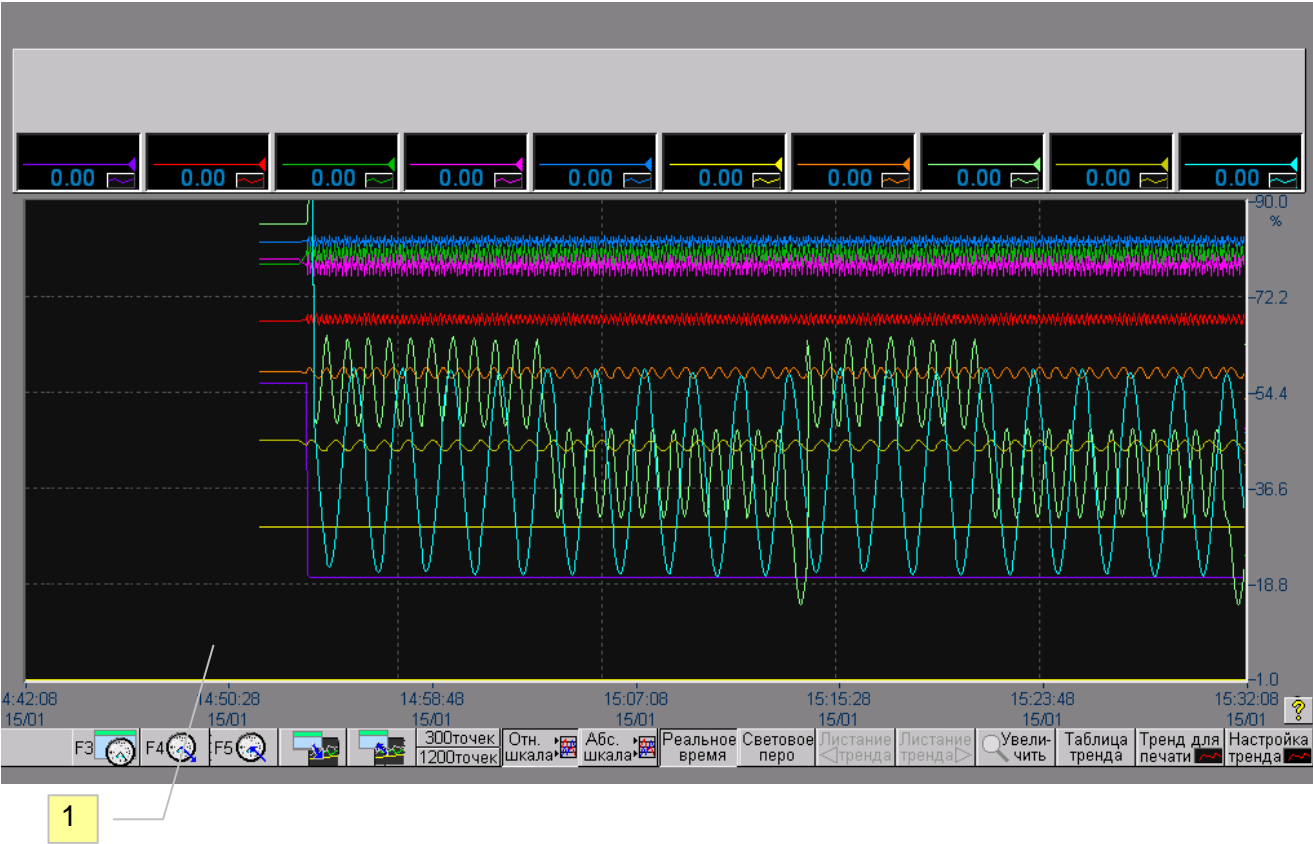 0.00 0.00 0.00 0.00 0.00 0.00 0.00 0.00 0.00 0.00
90.0
%
72.2
54.4
36.6
18.8
1.0
4:42:08 14:50:28 14:58:48 15:07:08 15:15:28 15:23:48 15:32:08
15/01 15/01 15/01 15/01 15/01 15/01 15/01
?
F3 F4 F5
300точек
1200точек
Отн.
шкала
Абс.
шкала
Реальное
время
Световое
перо
Листание
тренда
Листание
тренда
Увели-
чить
Таблица
тренда
Тренд для
печати
Настройка
тренда
1